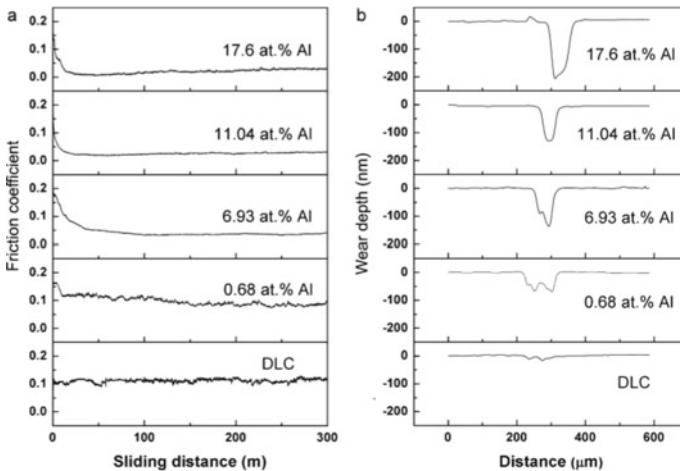 a
b
Friction coefficient
0.2
0.1
0.0
17.6 at.% Al
0.2
0.1
0.0
11.04 at.% Al
0.2
0.1
0.0
6.93 at.% Al
0.2
0.1
0.0
0.68 at.% Al
0.2
0.1
0.0
DLC
0
100
200
300
Sliding distance (m)
Wear depth (nm)
0
-100
-200
17.6 at.% Al
0
-100
-200
11.04 at.% Al
0
-100
-200
6.93 at.% Al
0
-100
-200
0.68 at.% Al
0
-100
-200
DLC
0
200
400
600
Distance (μm)